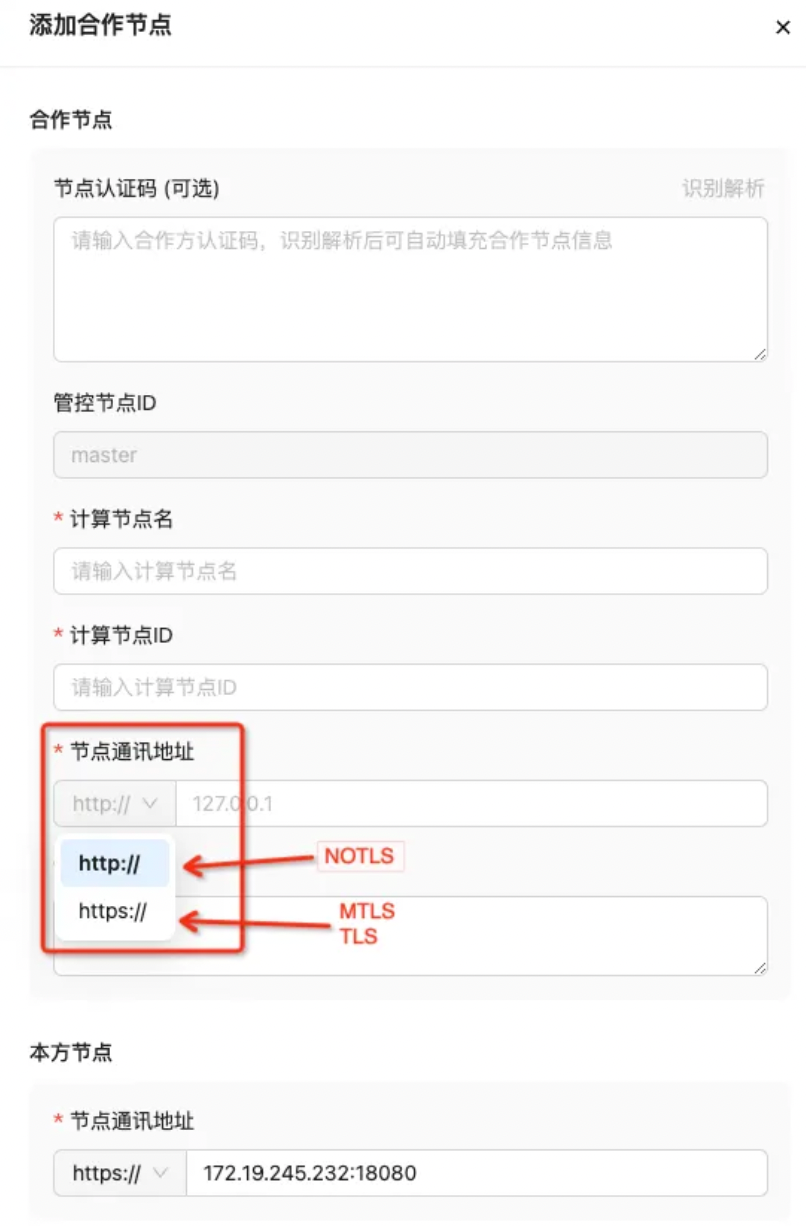 添加合作节点
合作节点
节点认证码 (可选)
识别解析
请输入合作方认证码，识别解析后可自动填充合作节点信息
管控节点ID
master
* 计算节点名
请输入计算节点名
* 计算节点ID
请输入计算节点ID
* 节点通讯地址
http://
127.0.0.1
http://
NOTLS
https://
MTLS
TLS
本方节点
* 节点通讯地址
https://
172.19.245.232:18080